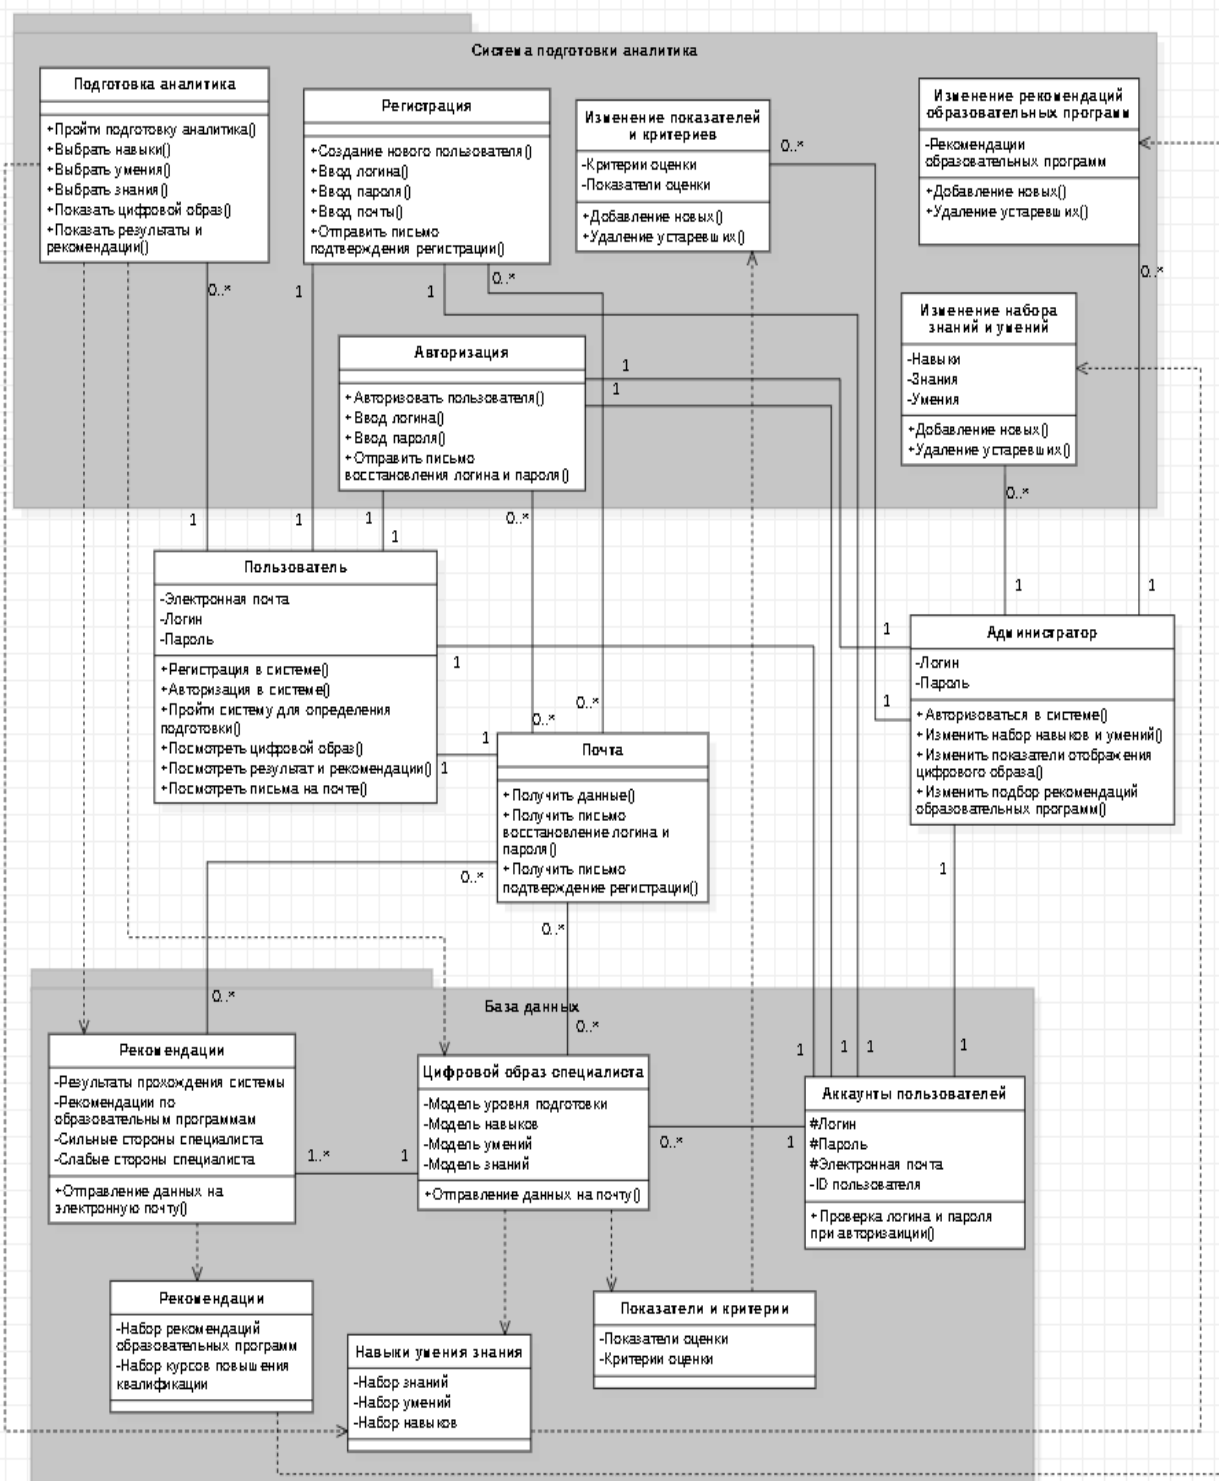 Система подготовки аналитика
Подготовка аналитика
+Пройти подготовку аналитика()
+Выбрать навыки()
+Выбрать умения()
+Выбрать знания()
+Показать цифровой образ()
+Показать результаты и
рекомендации()
Регистрация
+Создание нового пользователя()
+Ввод логина()
+Ввод пароля()
+Ввод почты()
+Отправить письмо
подтверждения регистрации()
Изменение показателей
и критериев
-Критерии оценки
-Показатели оценки
+Добавление новых()
+Удаление устаревших()
0..*
Изменение рекомендаций
образовательных программ
-Рекомендации
образовательных программ
+Добавление новых()
+Удаление устаревших()
0..*
0..*
1
1
0..*
Изменение набора
знаний и умений
-Навыки
-Знания
-Умения
+Добавление новых()
+Удаление устаревших()
0..*
Авторизация
+Авторизовать пользователя()
+Ввод логина()
+Ввод пароля()
+Отправить письмо
восстановления логина и пароля()
1
1
1
1
1
1
0..*
1
1
Пользователь
-Электронная почта
-Логин
-Пароль
+Регистрация в системе()
+Авторизация в системе()
+Пройти систему для определения
подготовки()
+Посмотреть цифровой образ()
+Посмотреть результат и рекомендации()
+Посмотреть письма на почте()
1
1
1
0..*
0..*
1
1
Администратор
-Логин
-Пароль
+Авторизоваться в системе()
+Изменить набор навыков и умений()
+Изменить показатели отображения
цифрового образа()
+Изменить подбор рекомендаций
образовательных программ()
1
Почта
+Получить данные()
+Получить письмо
восстановление логина и
пароля()
+Получить письмо
подтверждение регистрации()
0..*
0..*
База данных
0..*
0..*
1
1
1
1
Рекомендации
-Результаты прохождения системы
-Рекомендации по
образовательным программам
-Сильные стороны специалиста
-Слабые стороны специалиста
+Отправление данных на
электронную почту()
1..*
1
Цифровой образ специалиста
-Модель уровня подготовки
-Модель навыков
-Модель умений
-Модель знаний
+Отправление данных на почту()
0..*
1
Аккаунты пользователей
#Логин
#Пароль
#Электронная почта
-ID пользователя
+Проверка логина и пароля
при авторизаиции()
Рекомендации
-Набор рекомендаций
образовательных программ
-Набор курсов повышения
квалификации
Навыки умения знания
-Набор знаний
-Набор умений
-Набор навыков
Показатели и критерии
-Показатели оценки
-Критерии оценки